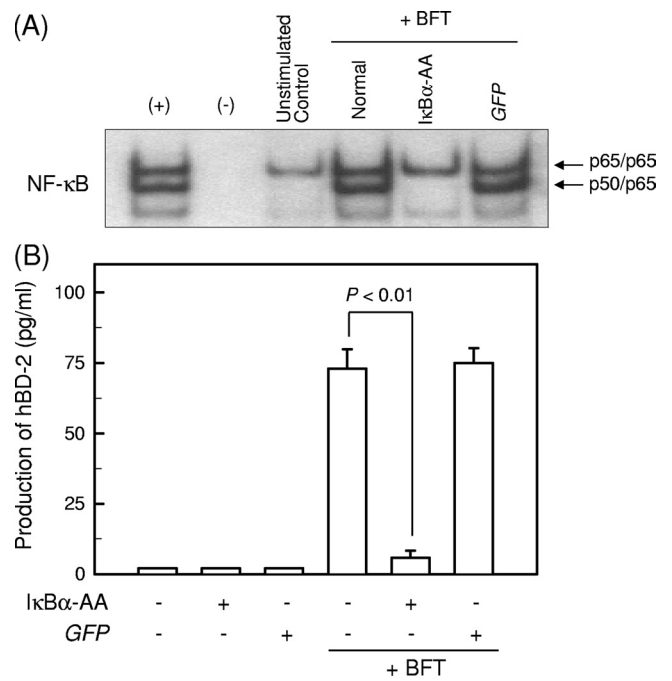 (A)
+ BFT
(+)
(-)
Unstimulated
Control
Normal
IκBα-AA
GFP
NF-κB
p65/p65
p50/p65
(B)
Production of hBD-2 (pg/ml)
100
75
50
25
0
P < 0.01
IκBα-AA - + - - + -
GFP - - + - - +
+ BFT